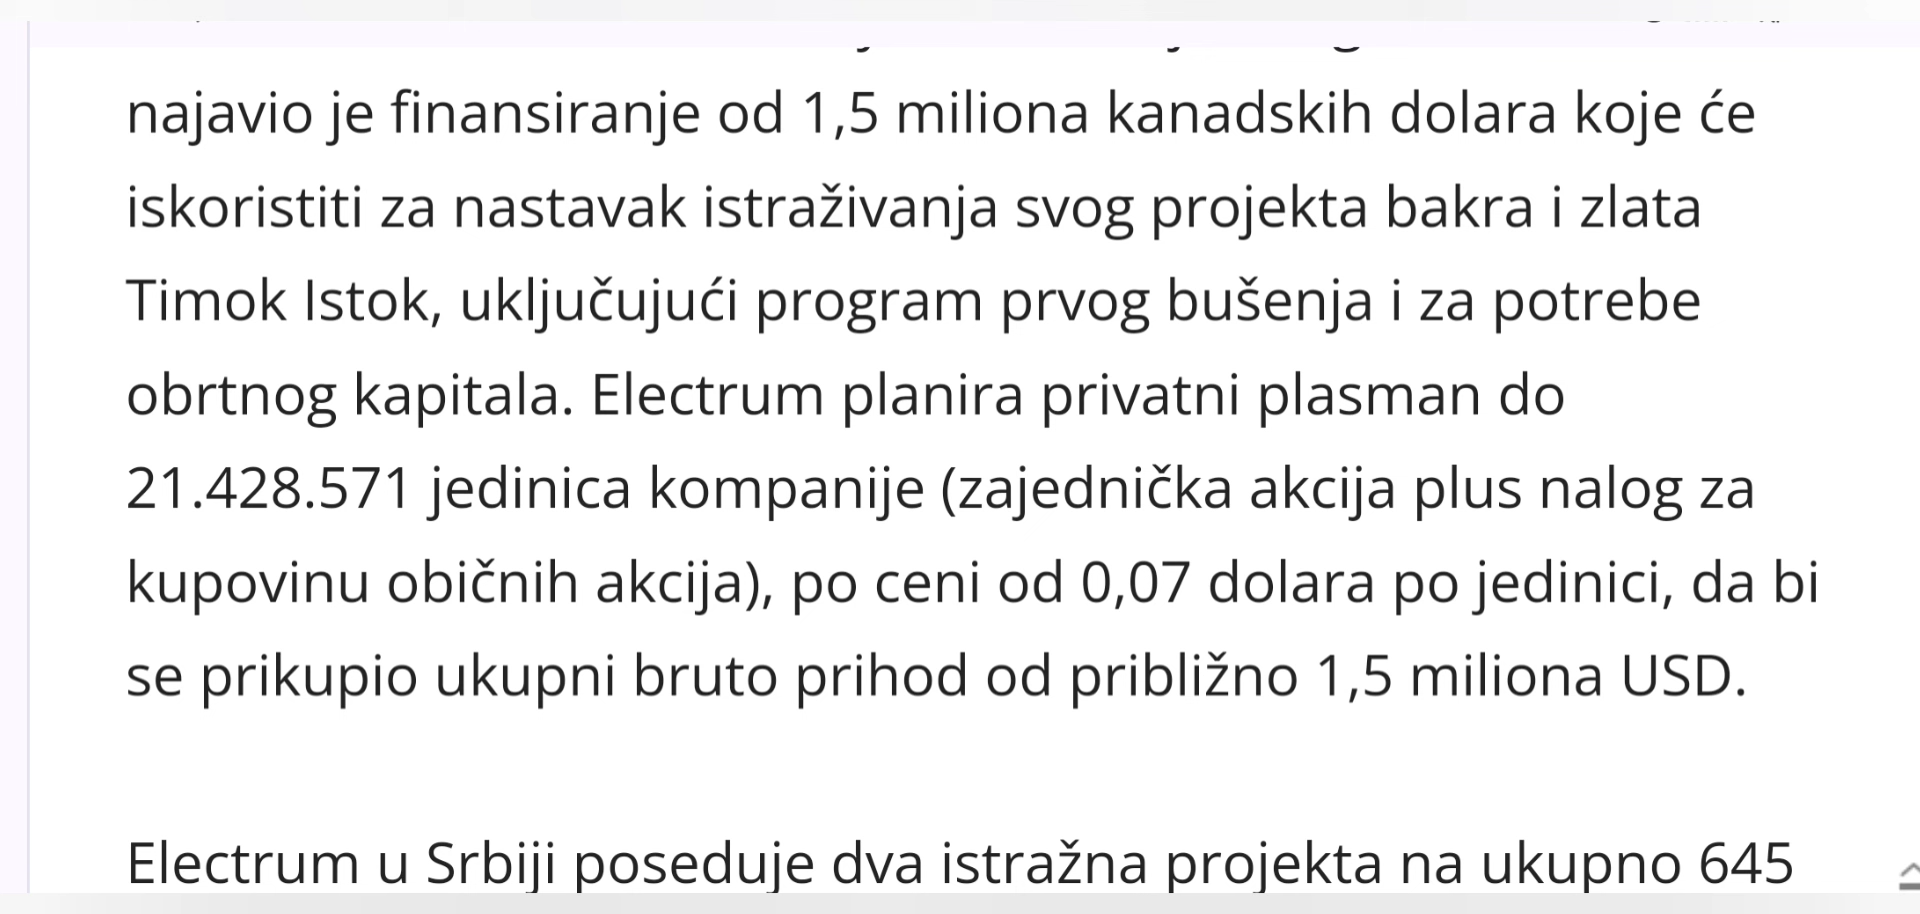 najavio je finansiranje od 1,5 miliona kanadskih dolara koje će
iskoristiti za nastavak istraživanja svog projekta bakra i zlata
Timok Istok, uključujući program prvog bušenja i za potrebe
obrtnog kapitala. Electrum planira privatni plasman do
21.428.571 jedinica kompanije (zajednička akcija plus nalog za
kupovinu običnih akcija), po ceni od 0,07 dolara po jedinici, da bi
se prikupio ukupni bruto prihod od približno 1,5 miliona USD.
Electrum u Srbiji poseduje dva istražna projekta na ukupno 645